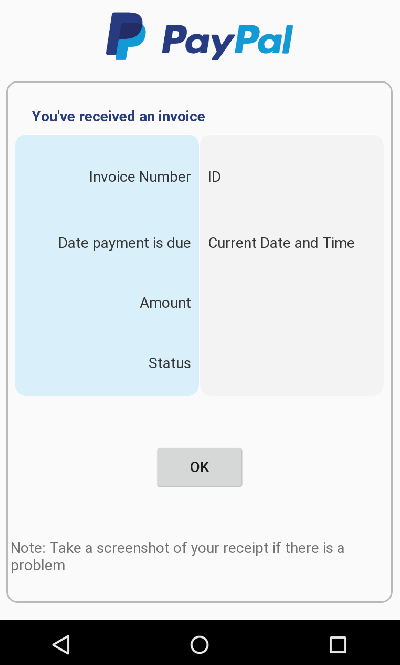 PayPal
You've received an invoice
Invoice Number ID
Date payment is due Current Date and Time
Amount
Status
OK
Note: Take a screenshot of your receipt if there is a
problem